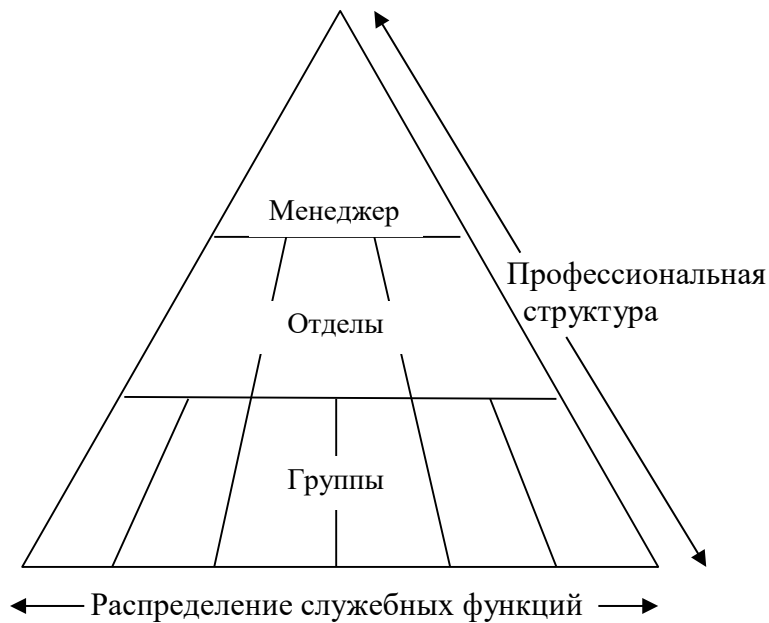 Менеджер
Профессиональная
структура
Отделы
Группы
Распределение служебных функций